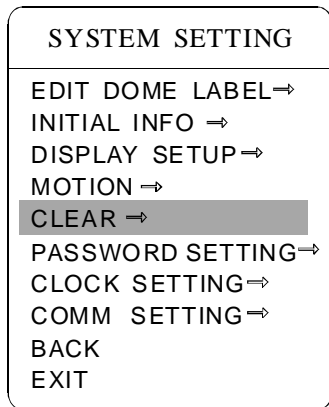 SYSTEM SETTING
EDIT DOME LABEL⇒
INITIAL INFO ⇒
DISPLAY SETUP⇒
MOTION ⇒
CLEAR ⇒
PASSWORD SETTING⇒
CLOCK SETTING⇒
COMM SETTING⇒
BACK
EXIT